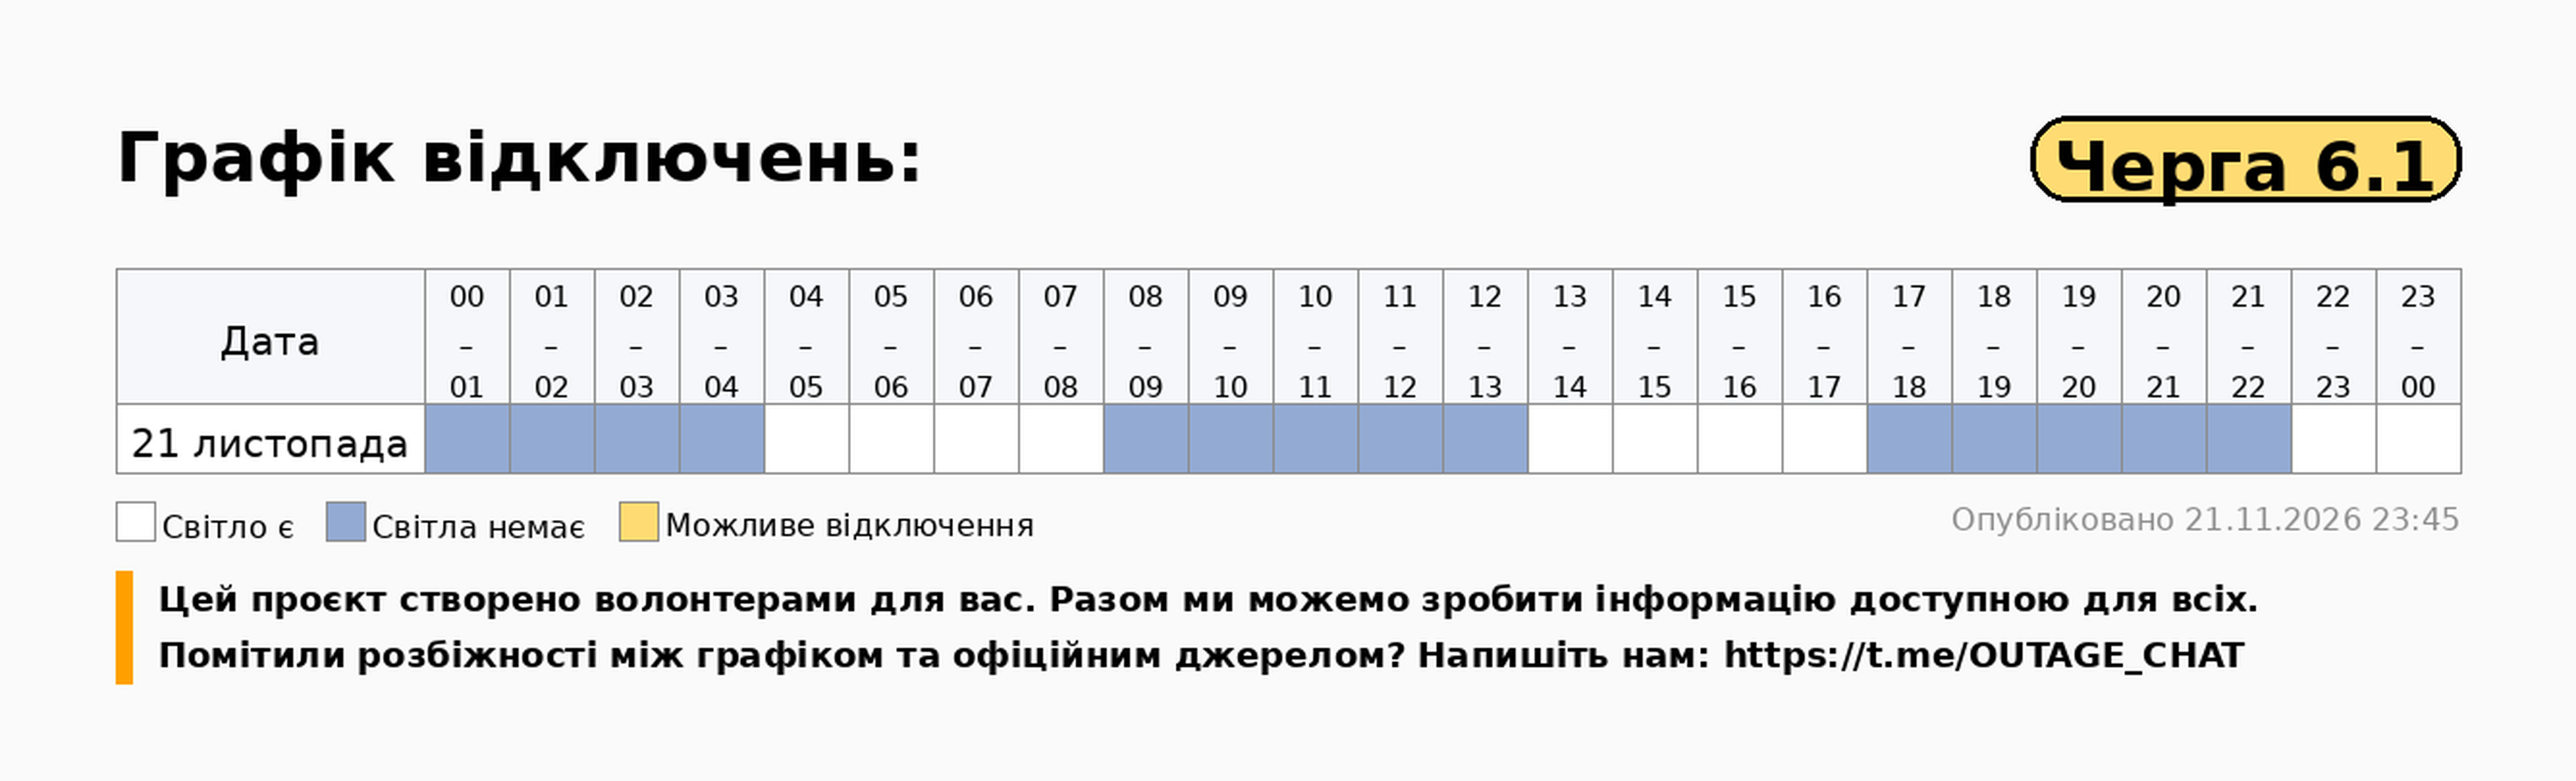 Графік відключень:
Черга 6.1
Дата
00 – 01
01 – 02
02 – 03
03 – 04
04 – 05
05 – 06
06 – 07
07 – 08
08 – 09
09 – 10
10 – 11
11 – 12
12 – 13
13 – 14
14 – 15
15 – 16
16 – 17
17 – 18
18 – 19
19 – 20
20 – 21
21 – 22
22 – 23
23 – 00
21 листопада
Світло є
Світла немає
Можливе відключення
Опубліковано 21.11.2026 23:45
Цей проєкт створено волонтерами для вас. Разом ми можемо зробити інформацію доступною для всіх.
Помітили розбіжності між графіком та офіційним джерелом? Напишіть нам: https://t.me/OUTAGE_CHAT